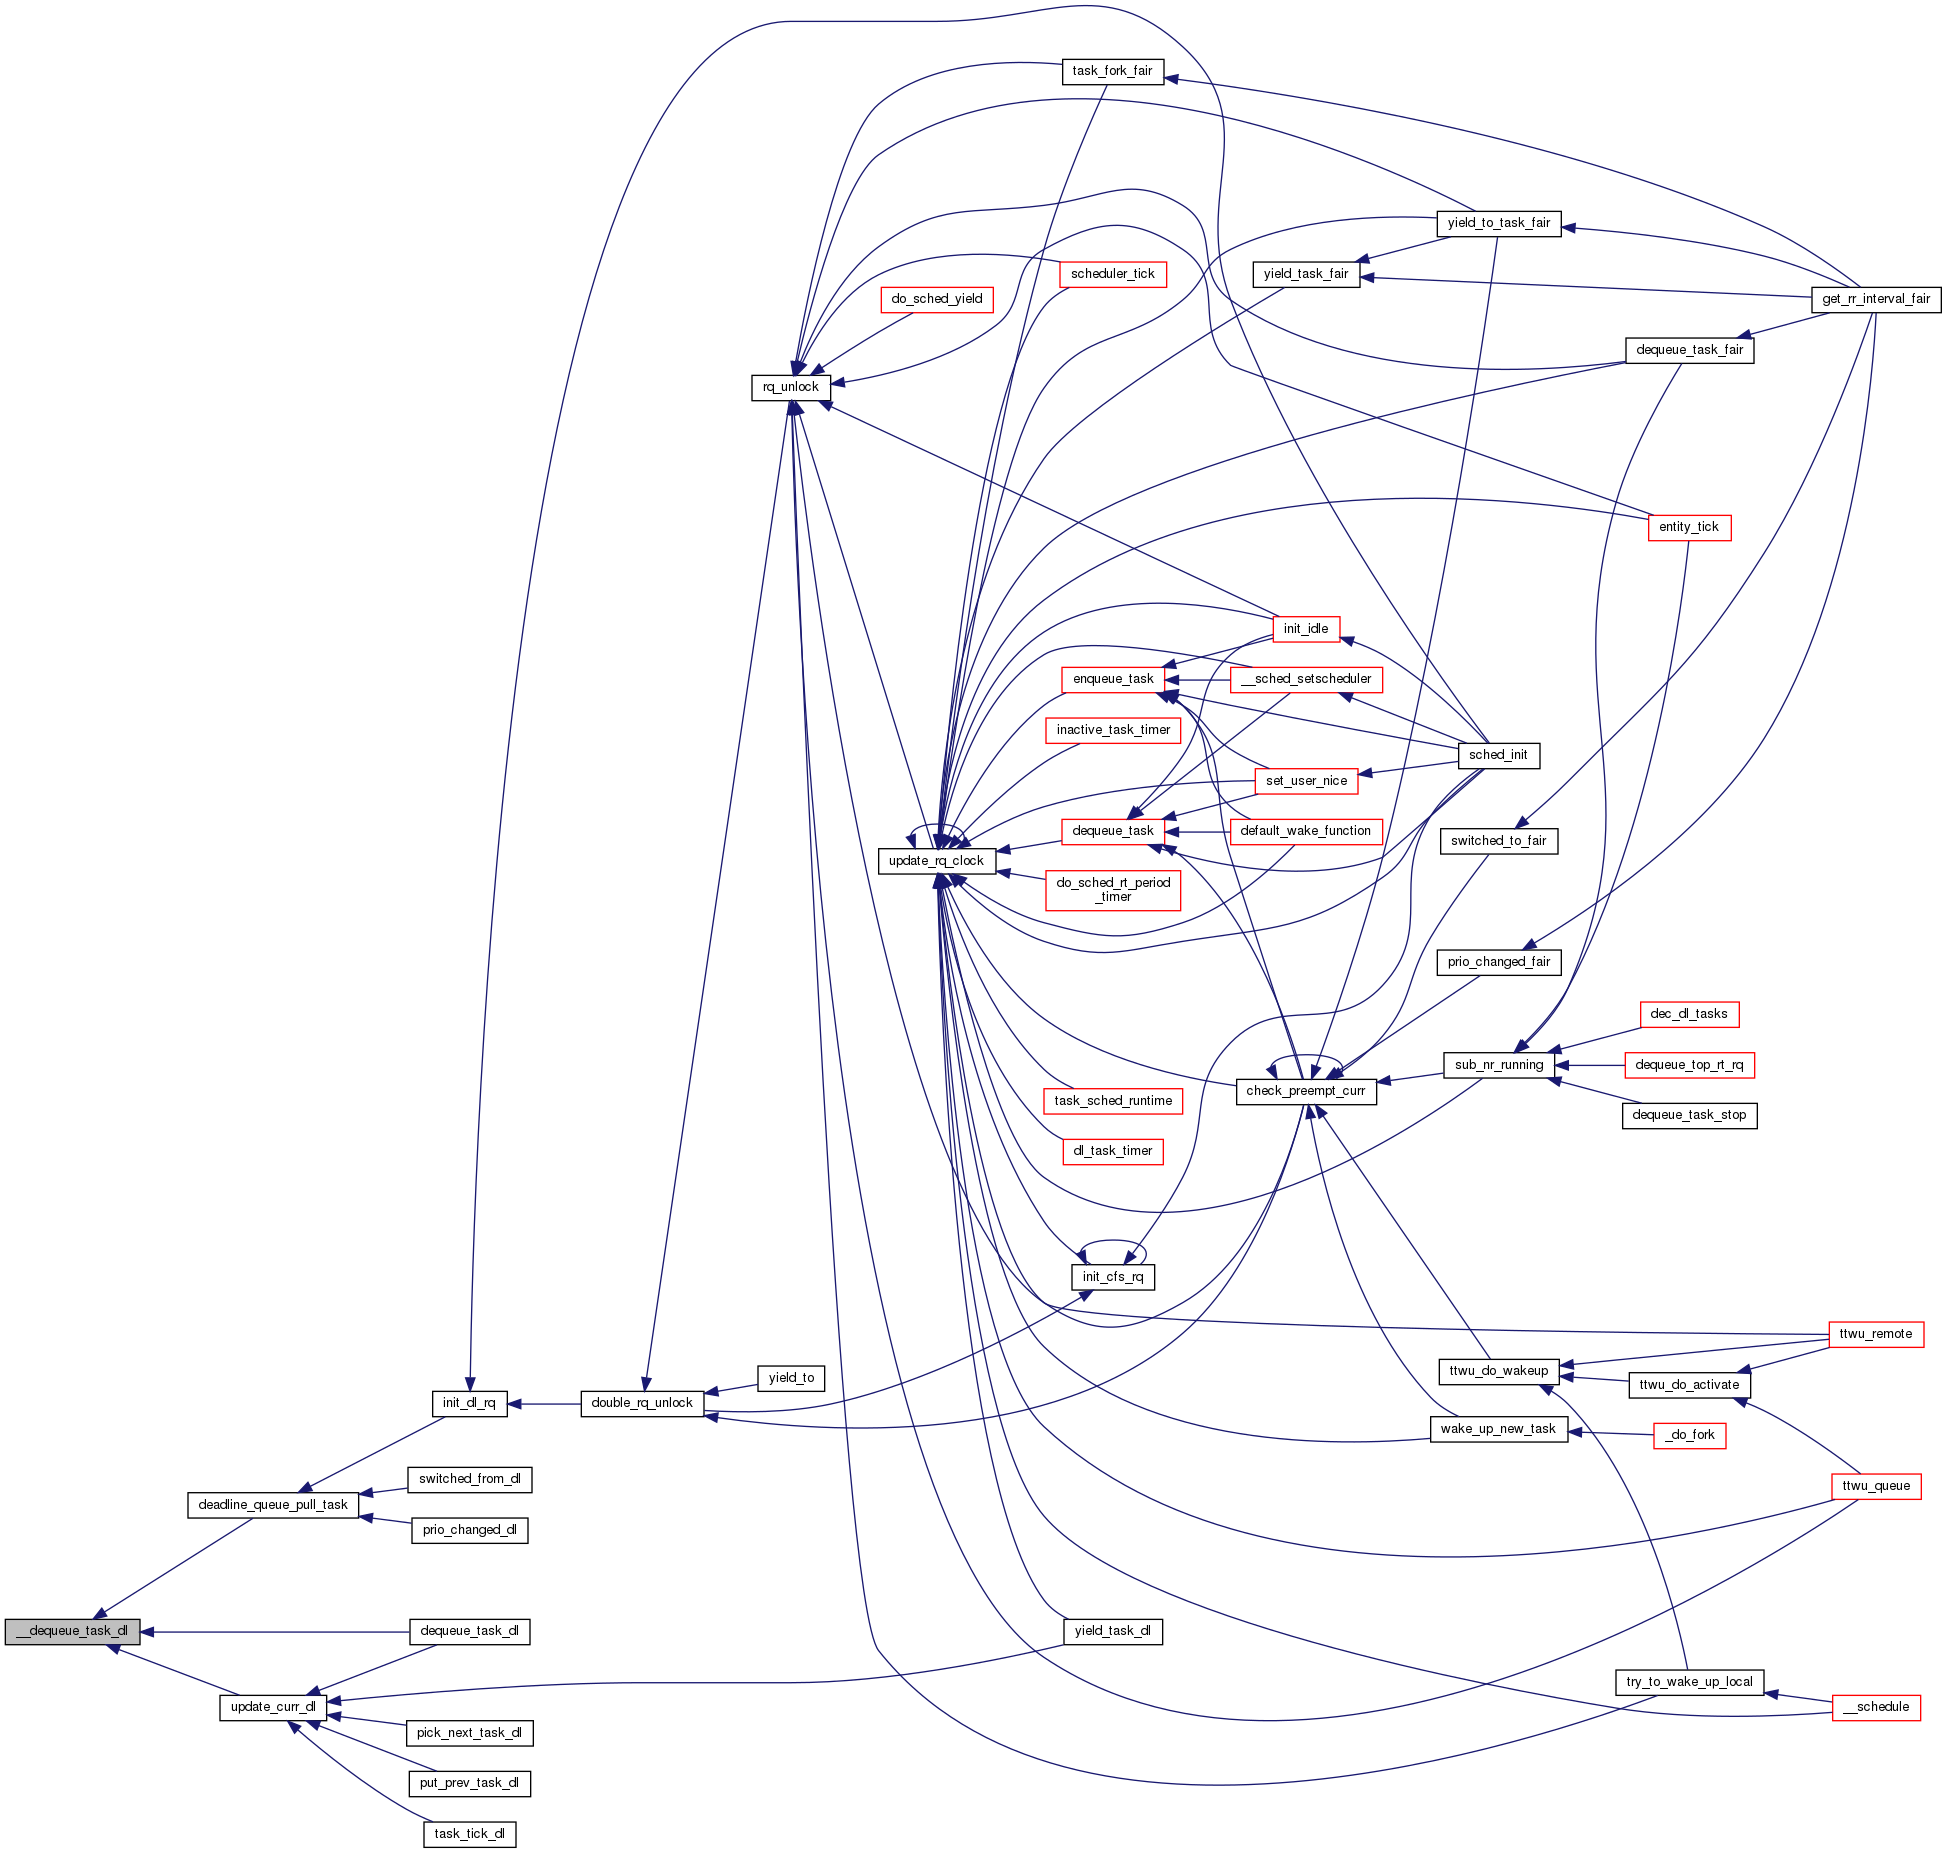 task_fork_fair
yield_to_task_fair
scheduler_tick
yield_task_fair
do_sched_yield
get_rr_interval_fair
dequeue_task_fair
rq_unlock
entity_tick
init_idle
enqueue_task
__sched_setscheduler
inactive_task_timer
sched_init
set_user_nice
dequeue_task
default_wake_function
switched_to_fair
update_rq_clock
do_sched_rt_period
_timer
prio_changed_fair
dec_dl_tasks
sub_nr_running
dequeue_top_rt_rq
check_preempt_curr
task_sched_runtime
dequeue_task_stop
dl_task_timer
init_cfs_rq
ttwu_remote
ttwu_do_wakeup
yield_to
ttwu_do_activate
init_dl_rq
double_rq_unlock
wake_up_new_task
_do_fork
switched_from_dl
ttwu_queue
deadline_queue_pull_task
prio_changed_dl
__dequeue_task_dl
dequeue_task_dl
yield_task_dl
try_to_wake_up_local
update_curr_dl
__schedule
pick_next_task_dl
put_prev_task_dl
task_tick_dl